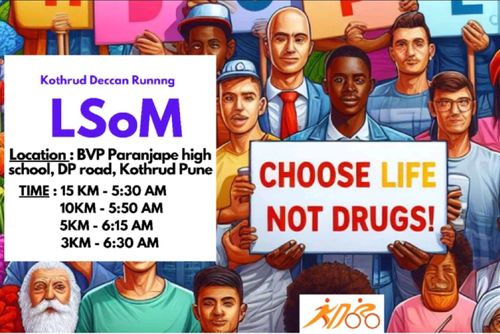 Kothrud Deccan Runnng
LSoM
Location : BVP Paranjape high
school, DP road, Kothrud Pune
TIME : 15 KM - 5:30 AM
10KM - 5:50 AM
5KM - 6:15 AM
3KM - 6:30 AM
CHOOSE LIFE
NOT DRUGS!